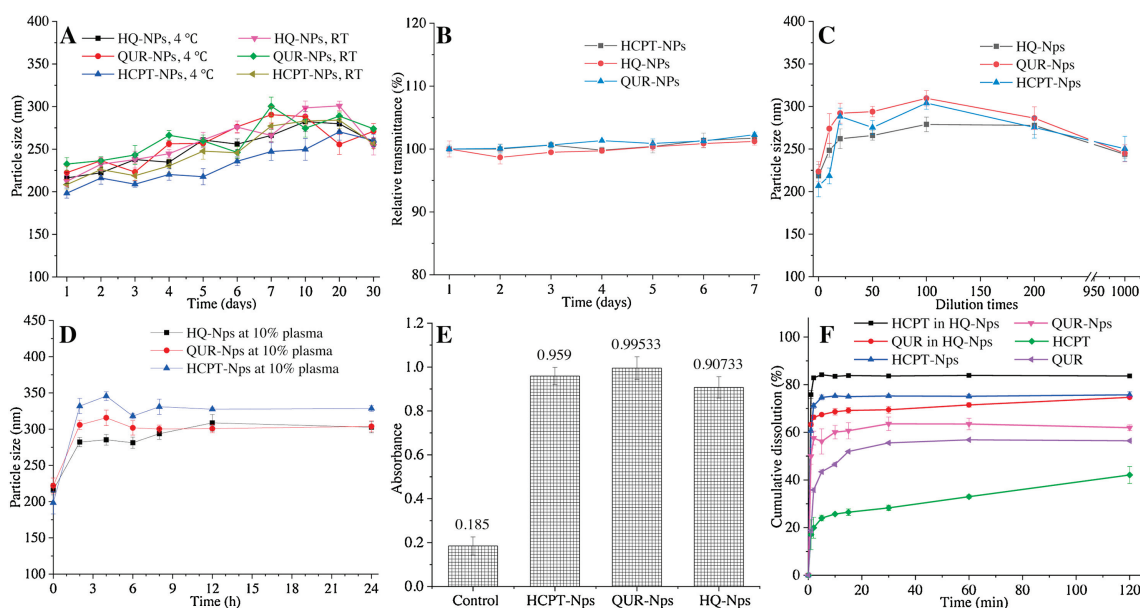 A
HQ-NPs, 4 ℃
QUR-NPs, 4 ℃
HCPT-NPs, 4 ℃
HQ-NPs, RT
QUR-NPs, RT
HCPT-NPs, RT
400
350
300
250
200
150
100
Particle size (nm)
1 2 3 4 5 6 7 10 20 30
Time (days)
B
HCPT-NPs
HQ-NPs
QUR-NPs
140
120
100
80
Relative transmittance (%)
1 2 3 4 5 6 7
Time (days)
C
HQ-Nps
QUR-Nps
HCPT-Nps
400
350
300
250
200
150
100
Particle size (nm)
0 50 100 150 200 950 1000
Dilution times
D
HQ-Nps at 10% plasma
QUR-Nps at 10% plasma
HCPT-Nps at 10% plasma
450
400
350
300
250
200
150
100
Particle size (nm)
0 3 6 9 12 15 18 21 24
Time (h)
E
1.2
1.0
0.8
0.6
0.4
0.2
0.0
Absorbance
0.185
0.959
0.99533
0.90733
Control HCPT-Nps QUR-Nps HQ-Nps
F
HCPT in HQ-Nps
QUR in HQ-Nps
HCPT-Nps
QUR-Nps
HCPT
QUR
100
80
60
40
20
0
Cumulative dissolution (%)
0 20 40 60 80 100 120
Time (min)